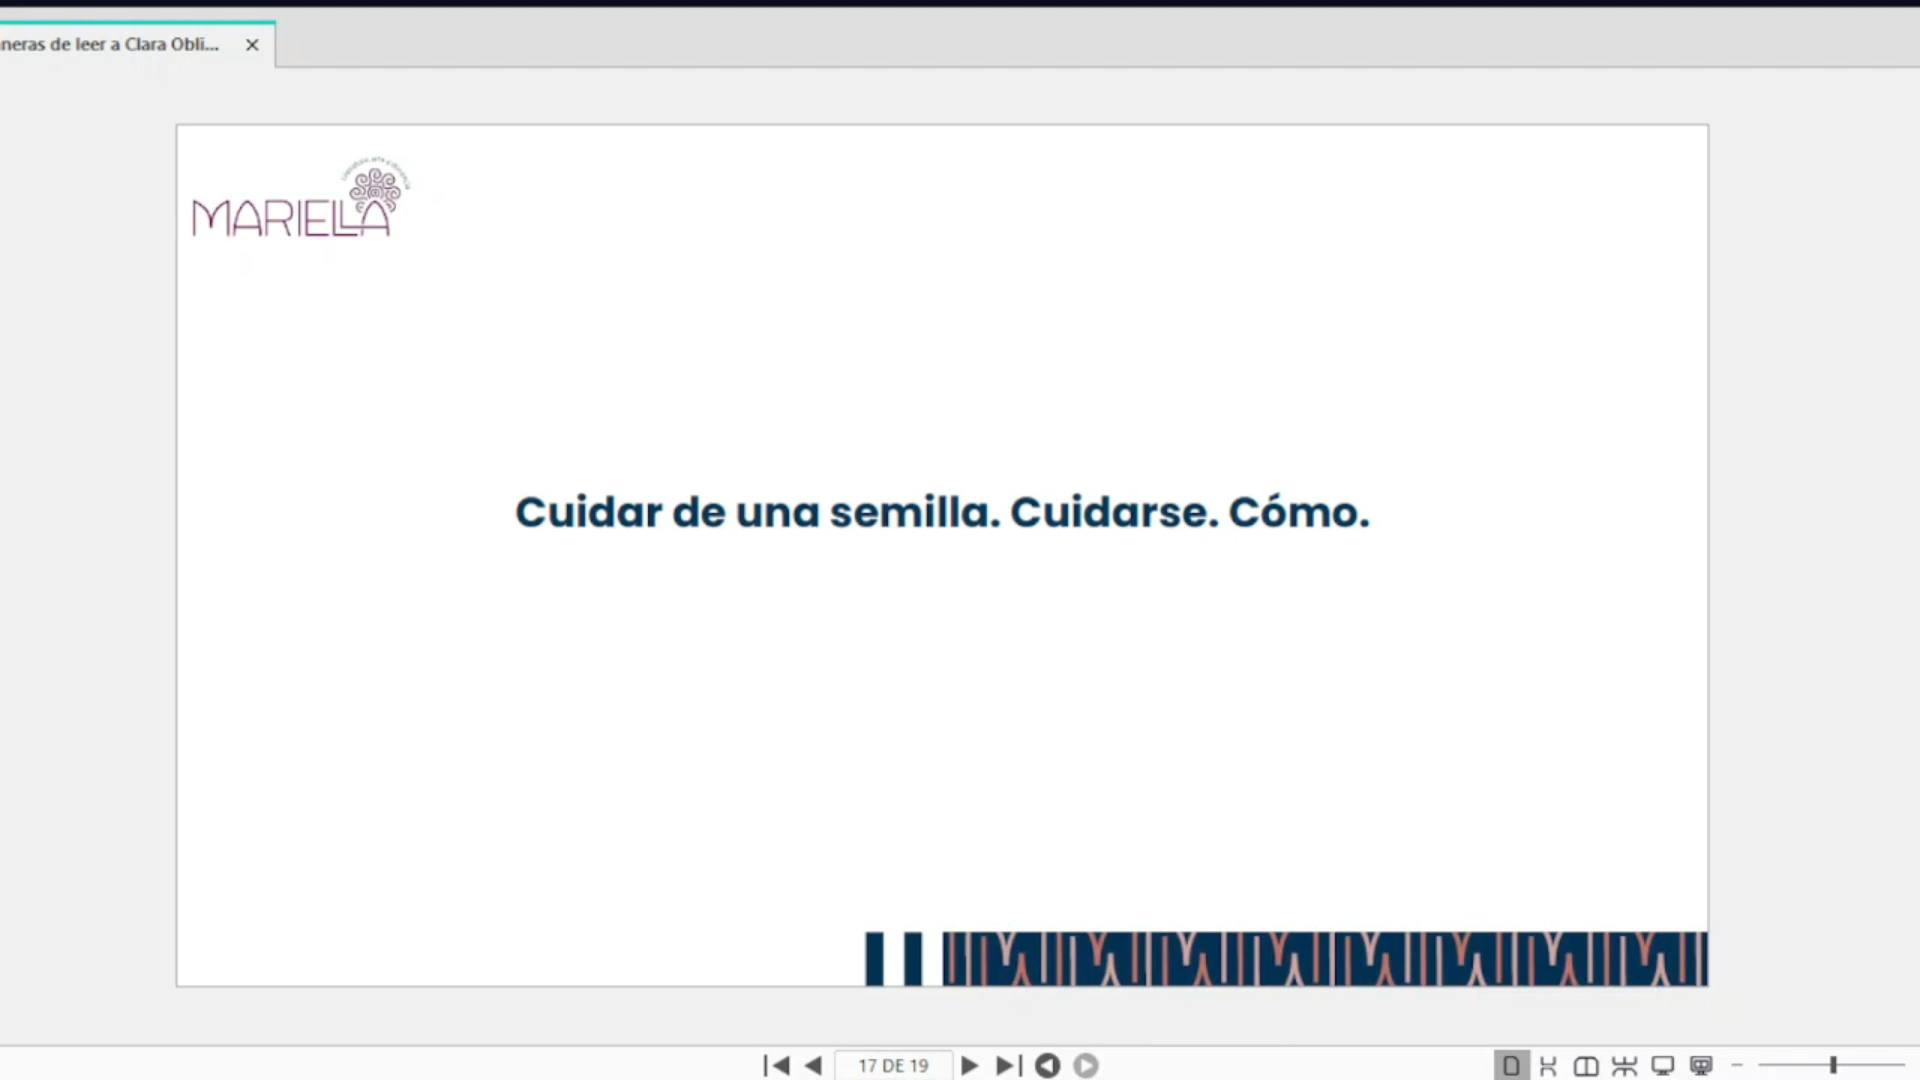 neras de leer a Clara Obli...
MARIELLA
Cuidar de una semilla. Cuidarse. Cómo.
17 DE 19